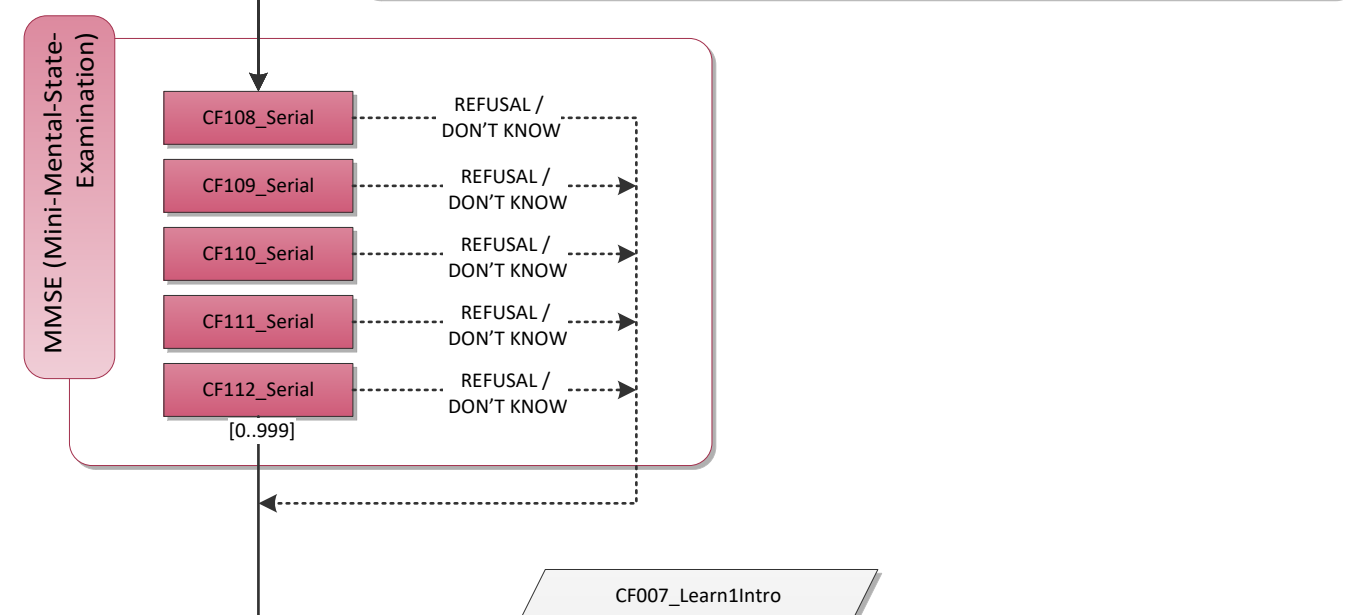 MMSE (Mini-Mental-State-
Examination)
CF108_Serial
REFUSAL /
DON'T KNOW
CF109_Serial
REFUSAL /
DON'T KNOW
CF110_Serial
REFUSAL /
DON'T KNOW
CF111_Serial
REFUSAL /
DON'T KNOW
CF112_Serial
REFUSAL /
DON'T KNOW
[0..999]
CF007_Learn1Intro